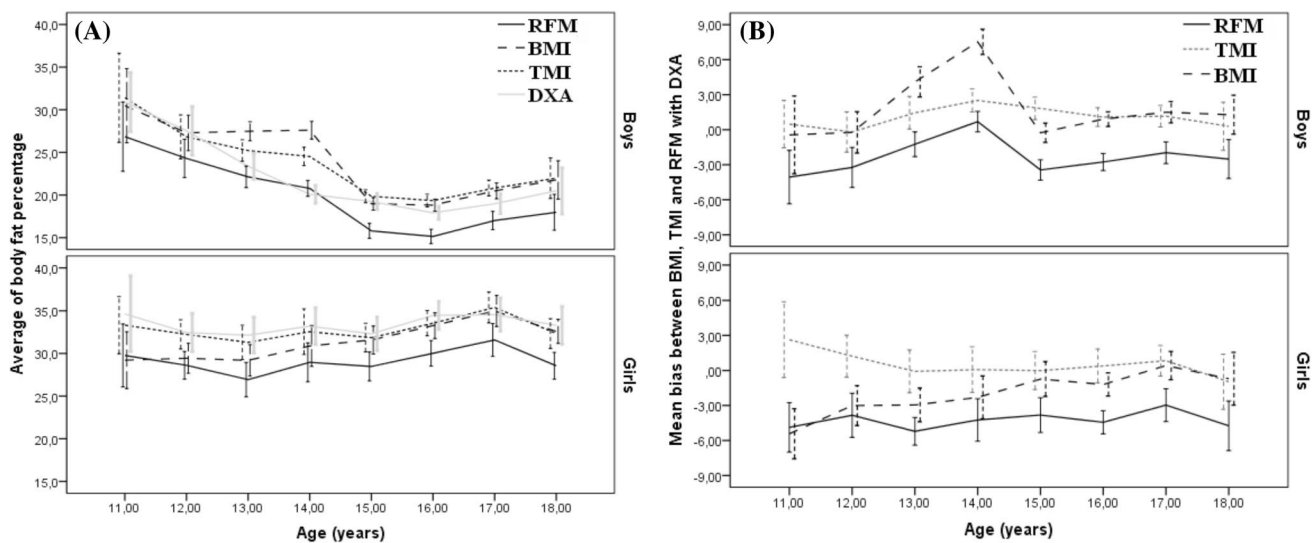 (A)
RFM
BMI
TMI
DXA
40,0
35,0
30,0
25,0
20,0
15,0
Boys
40,0
35,0
30,0
25,0
20,0
15,0
Girls
Average of body fat percentage
11,00 12,00 13,00 14,00 15,00 16,00 17,00 18,00
Age (years)
(B)
RFM
TMI
BMI
9,00
6,00
3,00
,00
-3,00
-6,00
-9,00
Boys
9,00
6,00
3,00
,00
-3,00
-6,00
-9,00
Girls
Mean bias between BMI, TMI and RFM with DXA
11,00 12,00 13,00 14,00 15,00 16,00 17,00 18,00
Age (years)